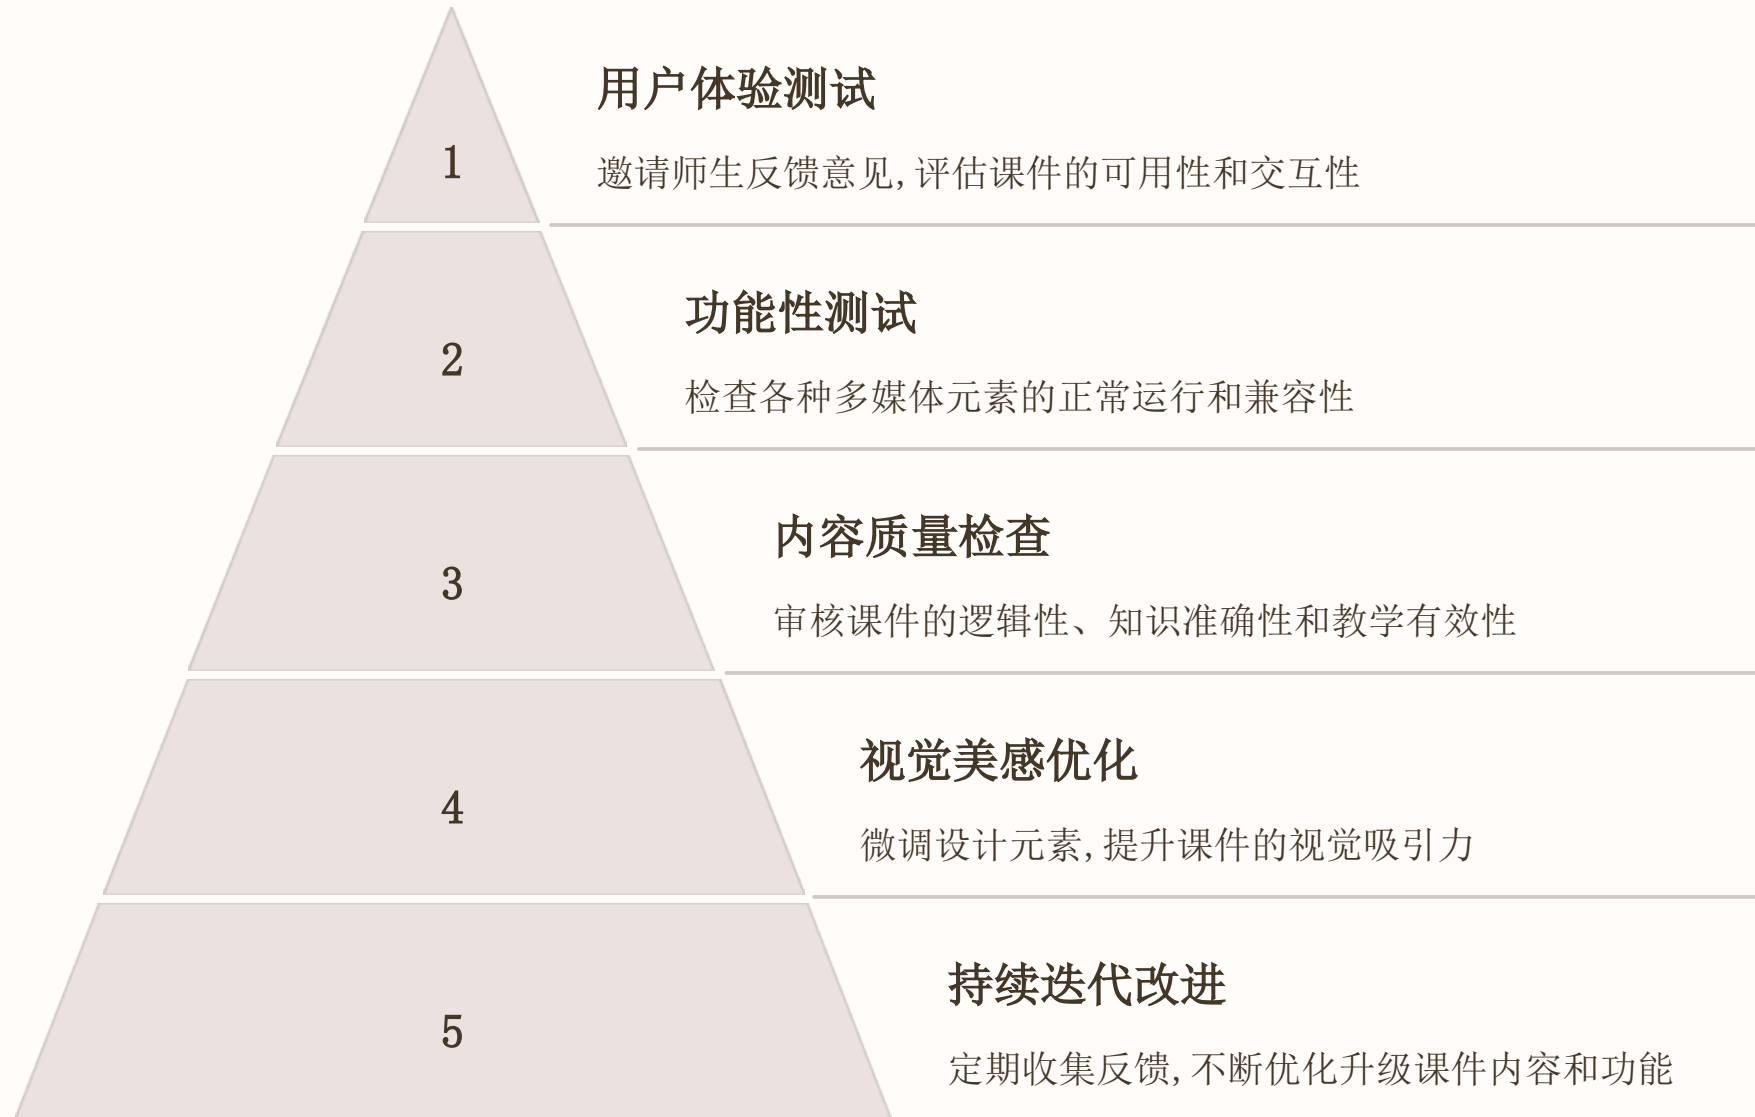 1
用户体验测试
邀请师生反馈意见,评估课件的可用性和交互性
2
功能性测试
检查各种多媒体元素的正常运行和兼容性
3
内容质量检查
审核课件的逻辑性、知识准确性和教学有效性
4
视觉美感优化
微调设计元素,提升课件的视觉吸引力
5
持续迭代改进
定期收集反馈,不断优化升级课件内容和功能